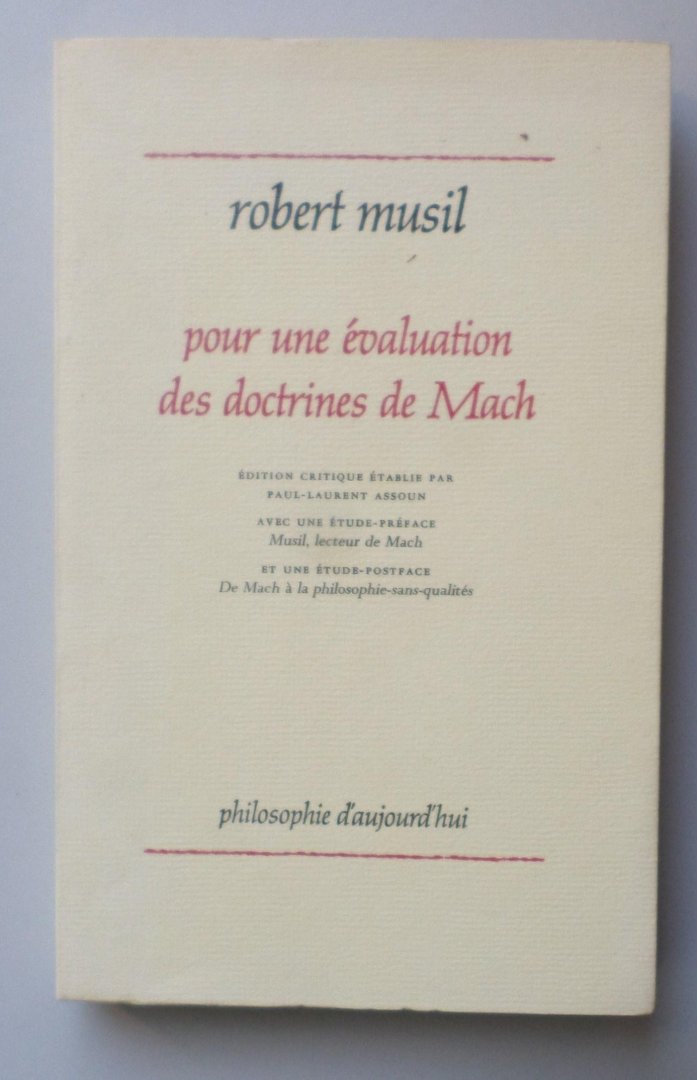 robert musil
pour une évaluation
des doctrines de Mach
ÉDITION CRITIQUE ÉTABLIE PAR
PAUL-LAURENT ASSOUN
AVEC UNE ÉTUDE-PRÉFACE
Musil, lecteur de Mach
ET UNE ÉTUDE-POSTFACE
De Mach à la philosophie-sans-qualités
philosophie d'aujourd'hui